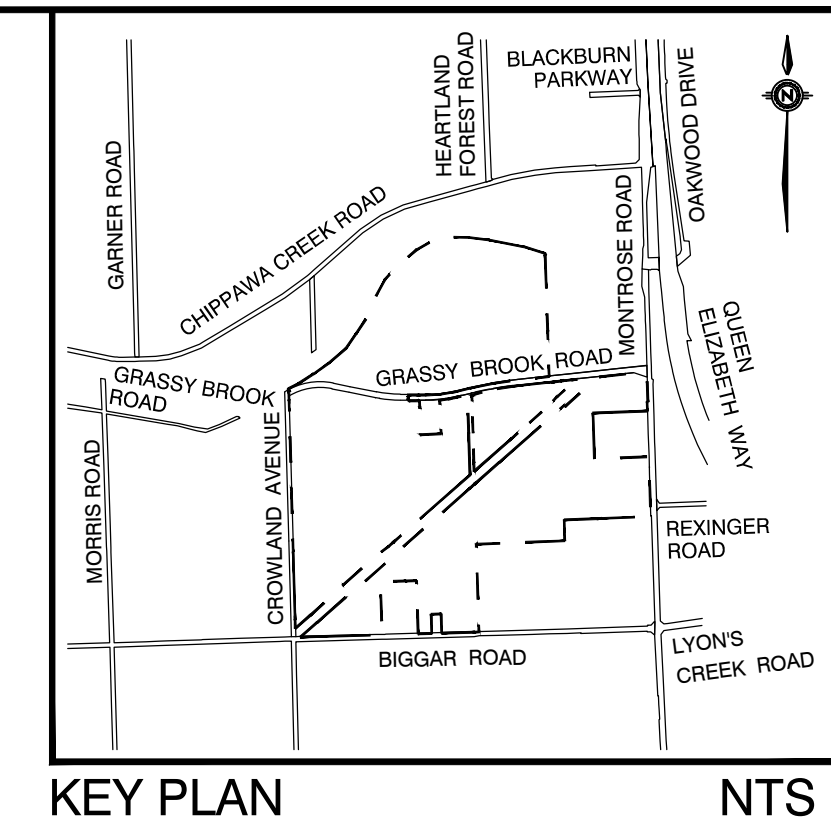 HEARTLAND
FOREST ROAD
BLACKBURN
PARKWAY
OAKWOOD DRIVE
N
GARNER ROAD
CHIPPAWA CREEK ROAD
MONTROSE ROAD
QUEEN
ELIZABETH WAY
GRASSY BROOK ROAD
GRASSY BROOK
ROAD
MORRIS ROAD
CROWLAND AVENUE
REXINGER
ROAD
BIGGAR ROAD
LYON'S
CREEK ROAD
KEY PLAN
NTS